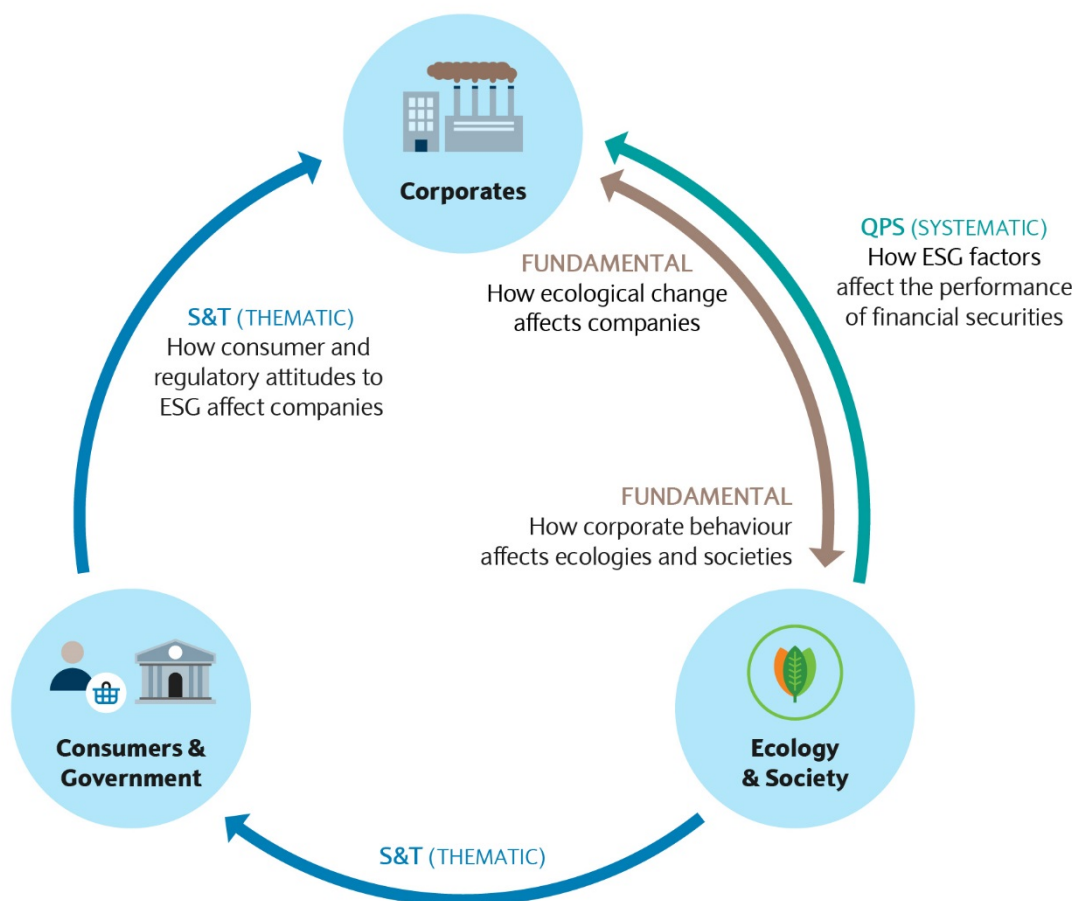 Corporates
QPS (SYSTEMATIC)
How ESG factors
affect the performance
of financial securities
FUNDAMENTAL
How ecological change
affects companies
S&T (THEMATIC)
How consumer and
regulatory attitudes to
ESG affect companies
FUNDAMENTAL
How corporate behaviour
affects ecologies and societies
Consumers &
Government
Ecology
& Society
S&T (THEMATIC)